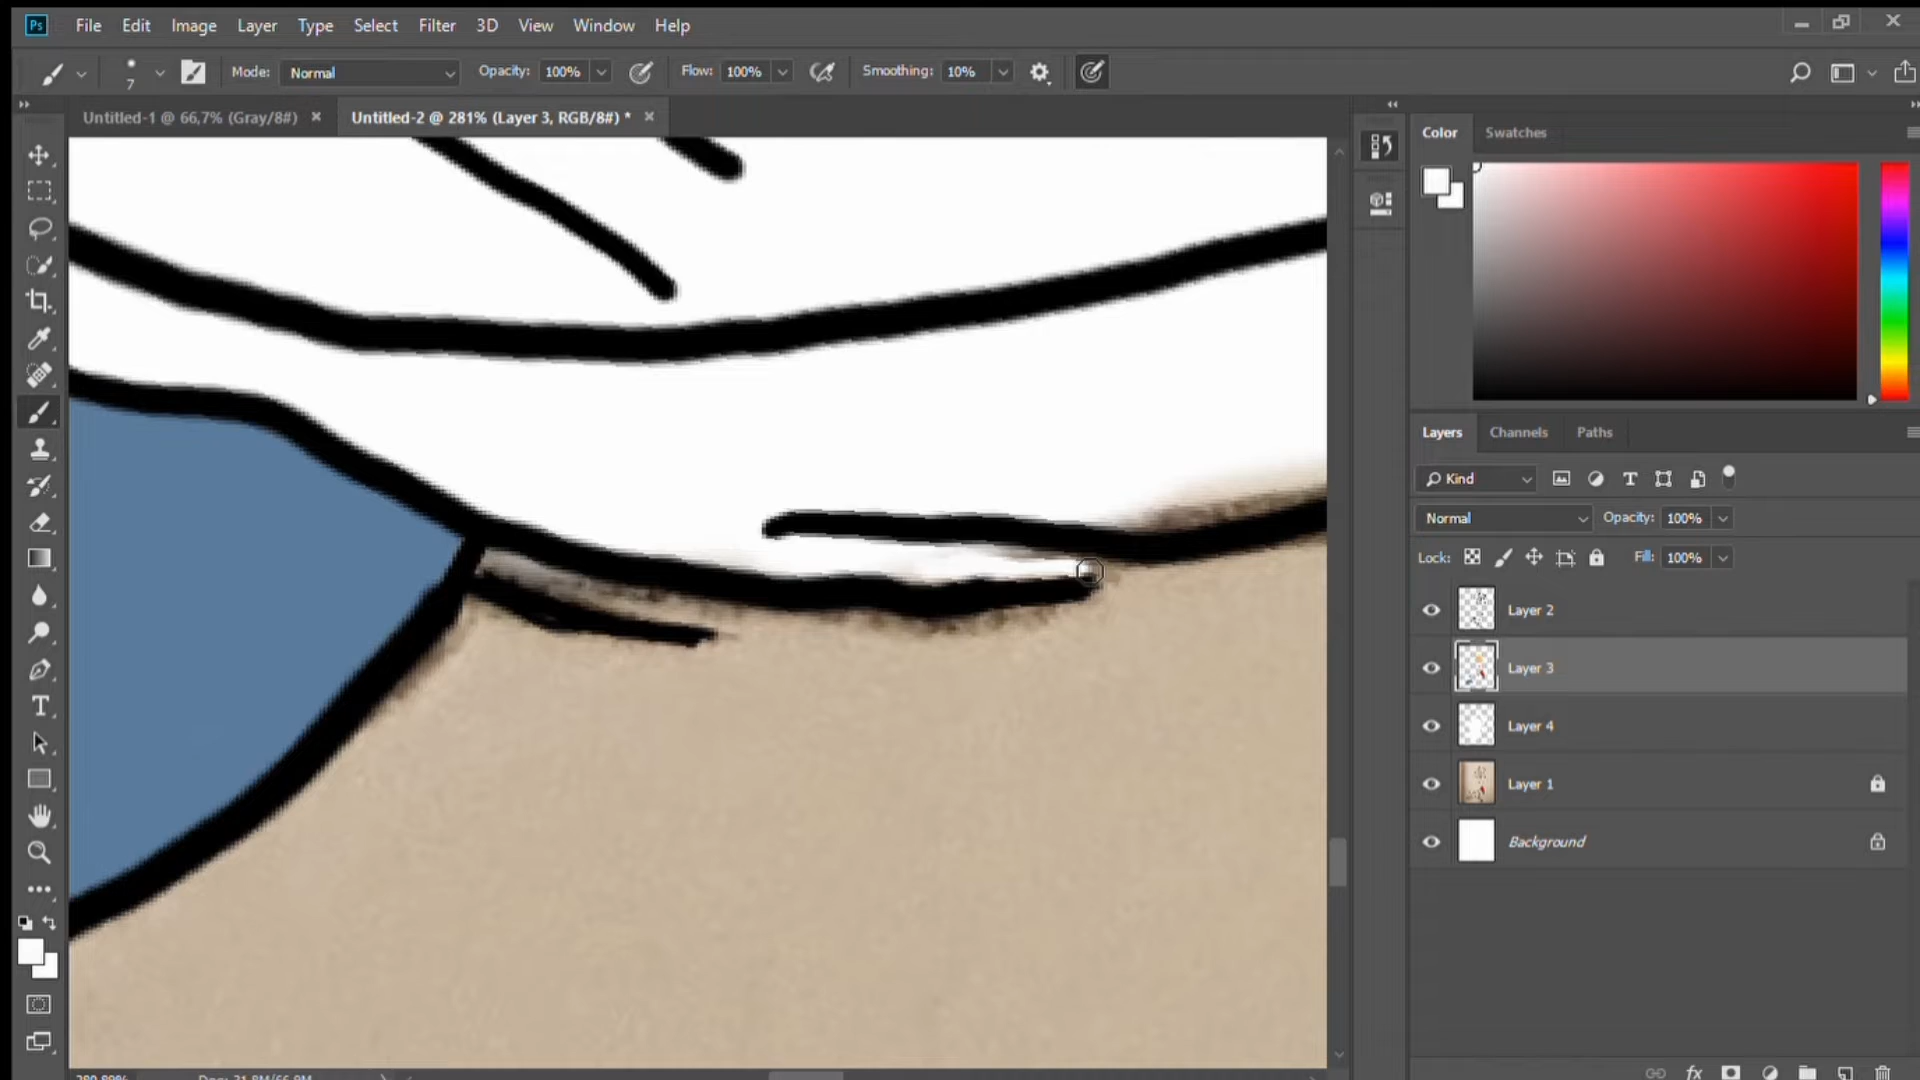 Ps File Edit Image Layer Type Select Filter 3D View Window Help
7 Mode: Normal Opacity: 100% Flow: 100% Smoothing: 10%
Untitled-1 @ 66,7% (Gray/8#) × Untitled-2 @ 281% (Layer 3, RGB/8#) * ×
Color Swatches
Layers Channels Paths
Kind
Normal Opacity: 100%
Lock: Fill: 100%
Layer 2
Layer 3
Layer 4
Layer 1
Background
fx